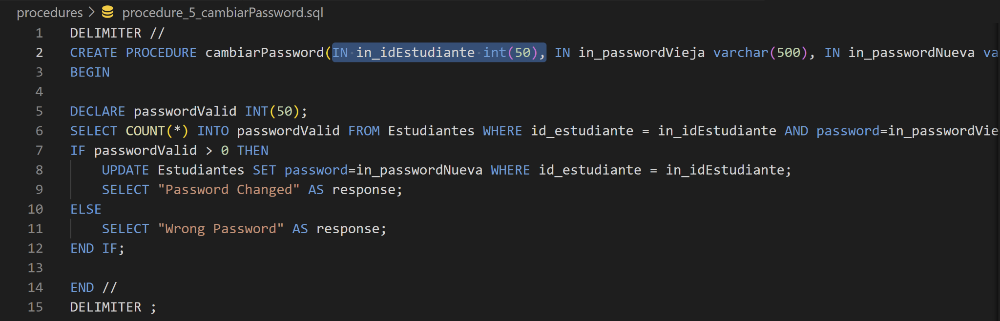 procedures > procedure_5_cambiarPassword.sql
1 DELIMITER //
2 CREATE PROCEDURE cambiarPassword(IN in_idEstudiante int(50), IN in_passwordVieja varchar(500), IN in_passwordNueva va
3 BEGIN
4
5 DECLARE passwordValid INT(50);
6 SELECT COUNT(*) INTO passwordValid FROM Estudiantes WHERE id_estudiante = in_idEstudiante AND password=in_passwordVie
7 IF passwordValid > 0 THEN
8     UPDATE Estudiantes SET password=in_passwordNueva WHERE id_estudiante = in_idEstudiante;
9     SELECT "Password Changed" AS response;
10 ELSE
11     SELECT "Wrong Password" AS response;
12 END IF;
13
14 END //
15 DELIMITER ;